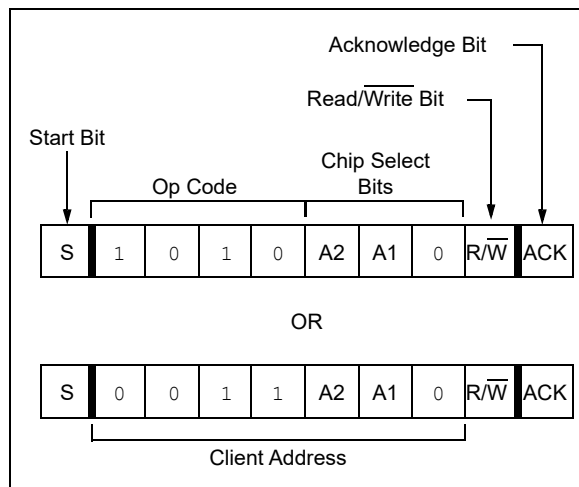 Acknowledge Bit
Read/Write Bit
Start Bit
Chip Select
Bits
Op Code
S 1 0 1 0 A2 A1 0 R/W ACK
OR
S 0 0 1 1 A2 A1 0 R/W ACK
Client Address